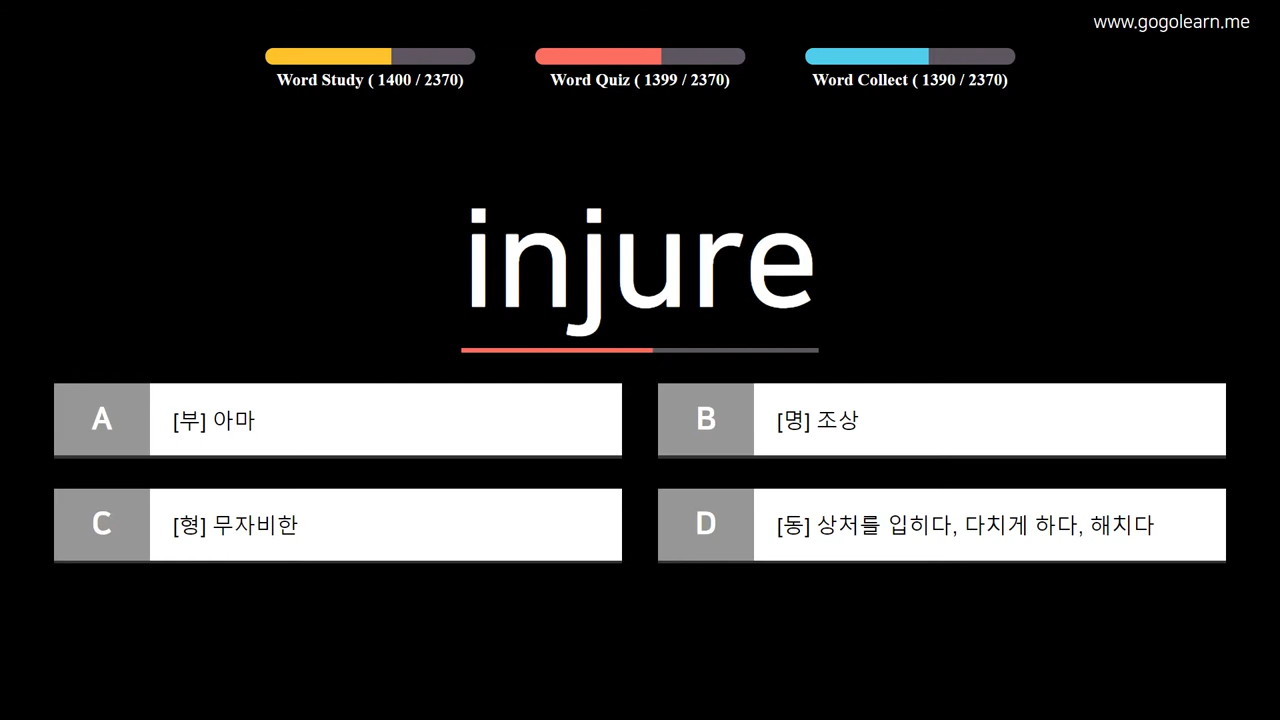 www.gogolearn.me
Word Study ( 1400 / 2370)
Word Quiz ( 1399 / 2370)
Word Collect ( 1390 / 2370)
injure
A
[부] 아마
B
[명] 조상
C
[형] 무자비한
D
[동] 상처를 입히다, 다치게 하다, 해치다